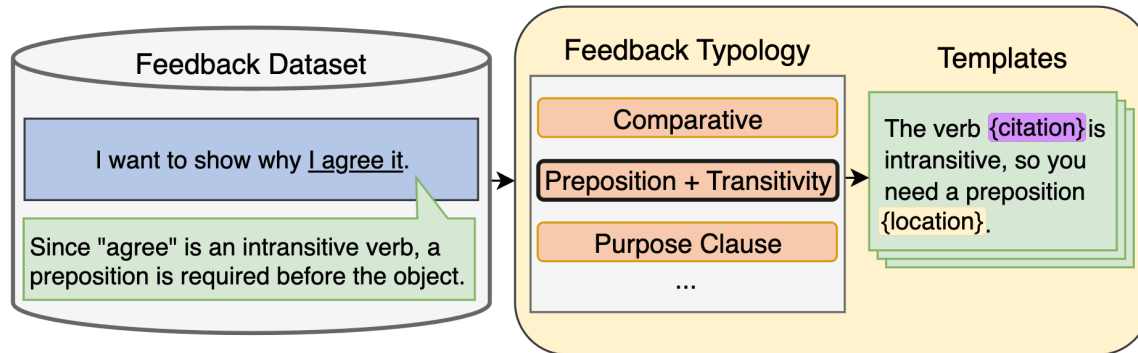 Feedback Dataset
I want to show why I agree it.
Since "agree" is an intransitive verb, a
preposition is required before the object.
Feedback Typology
Comparative
Preposition + Transitivity
Purpose Clause
...
Templates
The verb {citation} is
intransitive, so you
need a preposition
{location}.